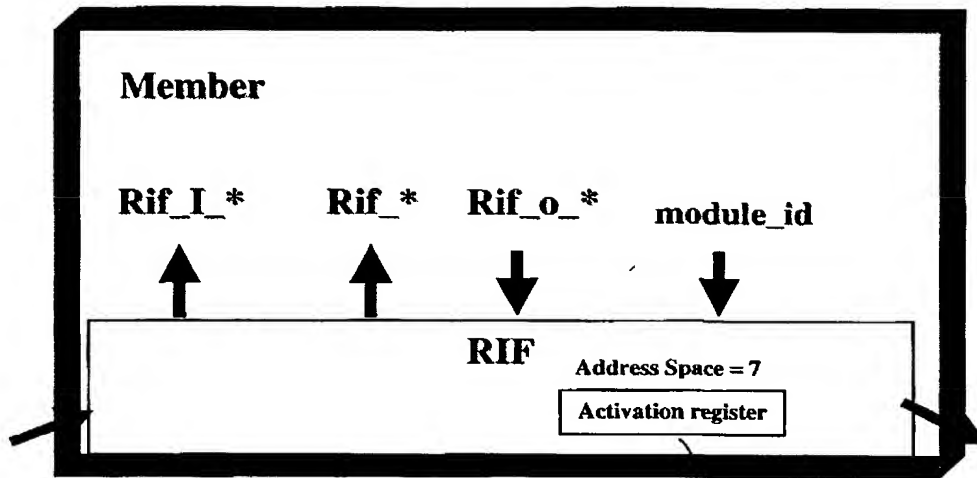 Member
Rif_I_* Rif_* Rif_o_* module_id
RIF
Address Space = 7
Activation register